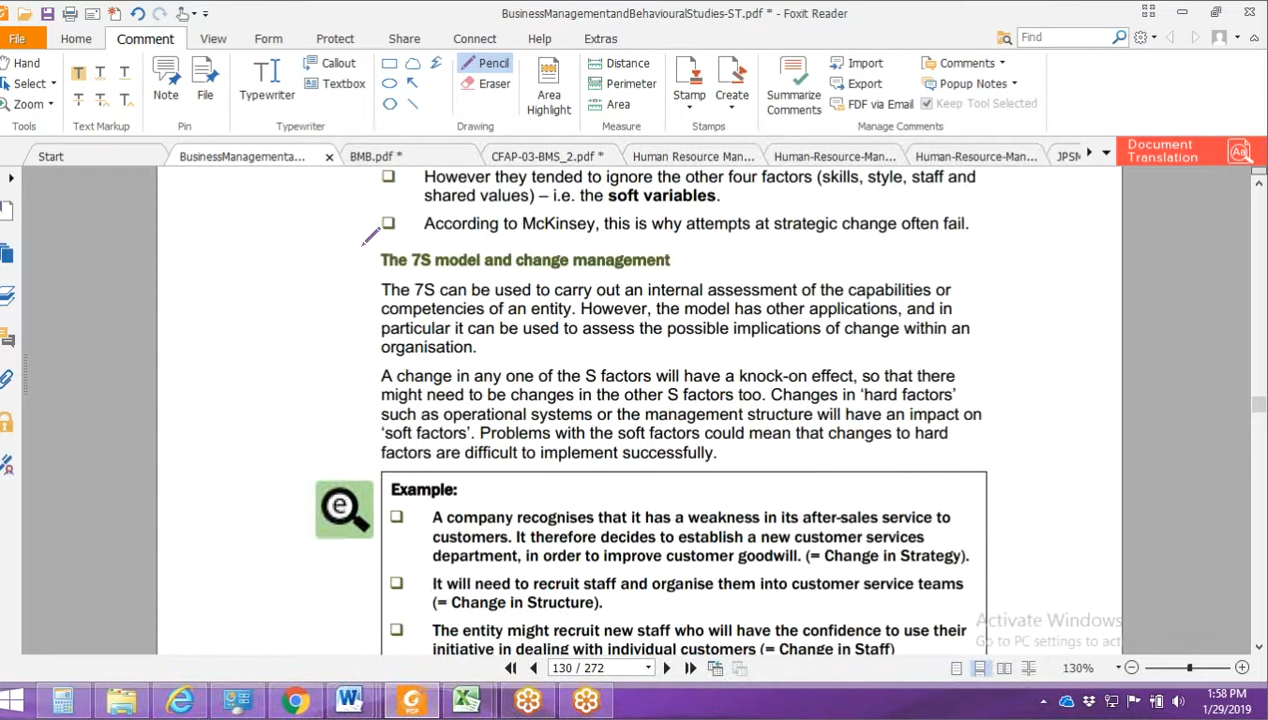 BusinessManagementandBehaviouralStudies-ST.pdf * - Foxit Reader
File Home Comment View Form Protect Share Connect Help Extras Find
Hand
Select
Zoom
Tools
T T T
T T T
Text Markup
Note File
Pin
Typewriter
Callout
Textbox
Typewriter
Pencil
Eraser
Area
Highlight
Drawing
Distance
Perimeter
Area
Measure
Stamp Create
Stamps
Summarize
Comments
Import
Export
FDF via Email
Comments
Popup Notes
Keep Tool Selected
Manage Comments
Start BusinessManagementa... BMB.pdf * CFAP-03-BMS_2.pdf * Human Resource Man... Human-Resource-Man... Human-Resource-Man... JPSM
Document
Translation
However they tended to ignore the other four factors (skills, style, staff and
shared values) – i.e. the soft variables.
According to McKinsey, this is why attempts at strategic change often fail.
The 7S model and change management
The 7S can be used to carry out an internal assessment of the capabilities or
competencies of an entity. However, the model has other applications, and in
particular it can be used to assess the possible implications of change within an
organisation.
A change in any one of the S factors will have a knock-on effect, so that there
might need to be changes in the other S factors too. Changes in ‘hard factors’
such as operational systems or the management structure will have an impact on
‘soft factors’. Problems with the soft factors could mean that changes to hard
factors are difficult to implement successfully.
Example:
A company recognises that it has a weakness in its after-sales service to
customers. It therefore decides to establish a new customer services
department, in order to improve customer goodwill. (= Change in Strategy).
It will need to recruit staff and organise them into customer service teams
(= Change in Structure).
The entity might recruit new staff who will have the confidence to use their
initiative in dealing with individual customers (= Change in Staff)
Activate Windows
Go to PC settings to act
130 / 272
130%
1:58 PM
1/29/2019